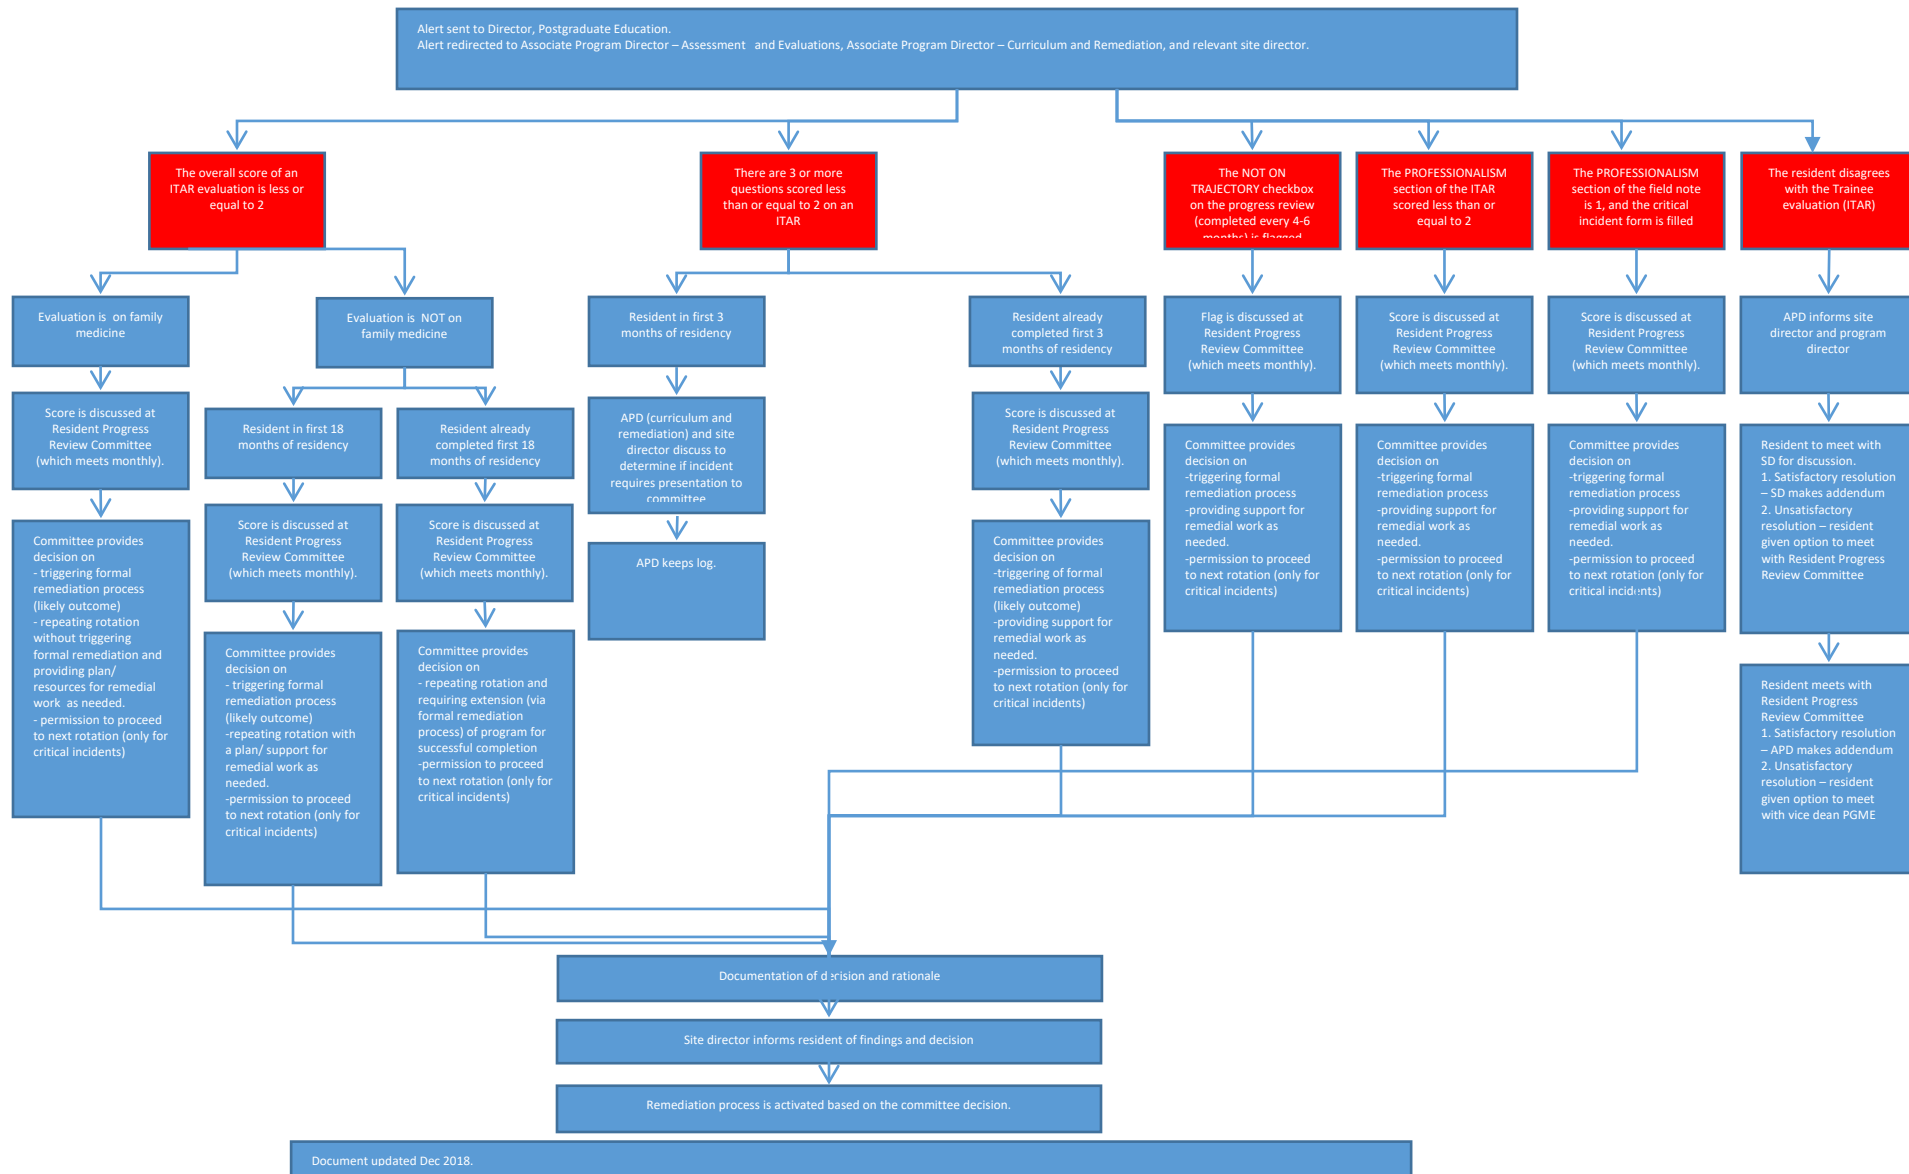 Alert sent to Director, Postgraduate Education.
Alert redirected to Associate Program Director – Assessment and Evaluations, Associate Program Director – Curriculum and Remediation, and relevant site director.
The overall score of an
ITAR evaluation is less or
equal to 2
There are 3 or more
questions scored less
than or equal to 2 on an
ITAR
The NOT ON
TRAJECTORY checkbox
on the progress review
(completed every 4-6
months) is flagged
The PROFESSIONALISM
section of the ITAR
scored less than or
equal to 2
The PROFESSIONALISM
section of the field note
is 1, and the critical
incident form is filled
The resident disagrees
with the Trainee
evaluation (ITAR)
Evaluation is on family
medicine
Evaluation is NOT on
family medicine
Resident in first 3
months of residency
Resident already
completed first 3
months of residency
Flag is discussed at
Resident Progress
Review Committee
(which meets monthly).
Score is discussed at
Resident Progress
Review Committee
(which meets monthly).
Score is discussed at
Resident Progress
Review Committee
(which meets monthly).
APD informs site
director and program
director
Score is discussed at
Resident Progress
Review Committee
(which meets monthly).
Resident in first 18
months of residency
Resident already
completed first 18
months of residency
APD (curriculum and
remediation) and site
director discuss to
determine if incident
requires presentation to
committee
Score is discussed at
Resident Progress
Review Committee
(which meets monthly).
Committee provides
decision on
-triggering formal
remediation process
-providing support for
remedial work as
needed.
-permission to proceed
to next rotation (only for
critical incidents)
Committee provides
decision on
-triggering formal
remediation process
-providing support for
remedial work as
needed.
-permission to proceed
to next rotation (only for
critical incidents)
Committee provides
decision on
-triggering formal
remediation process
-providing support for
remedial work as
needed.
-permission to proceed
to next rotation (only for
critical incidents)
Resident to meet with
SD for discussion.
1. Satisfactory resolution
– SD makes addendum
2. Unsatisfactory
resolution – resident
given option to meet
with Resident Progress
Review Committee
Committee provides
decision on
- triggering formal
remediation process
(likely outcome)
- repeating rotation
without triggering
formal remediation and
providing plan/
resources for remedial
work as needed.
- permission to proceed
to next rotation (only for
critical incidents)
Score is discussed at
Resident Progress
Review Committee
(which meets monthly).
Score is discussed at
Resident Progress
Review Committee
(which meets monthly).
APD keeps log.
Committee provides
decision on
-triggering of formal
remediation process
(likely outcome)
-providing support for
remedial work as
needed.
-permission to proceed
to next rotation (only for
critical incidents)
Committee provides
decision on
- triggering formal
remediation process
(likely outcome)
-repeating rotation with
a plan/ support for
remedial work as
needed.
-permission to proceed
to next rotation (only for
critical incidents)
Committee provides
decision on
- repeating rotation and
requiring extension (via
formal remediation
process) of program for
successful completion
-permission to proceed
to next rotation (only for
critical incidents)
Resident meets with
Resident Progress
Review Committee
1. Satisfactory resolution
– APD makes addendum
2. Unsatisfactory
resolution – resident
given option to meet
with vice dean PGME
Documentation of decision and rationale
Site director informs resident of findings and decision
Remediation process is activated based on the committee decision.
Document updated Dec 2018.